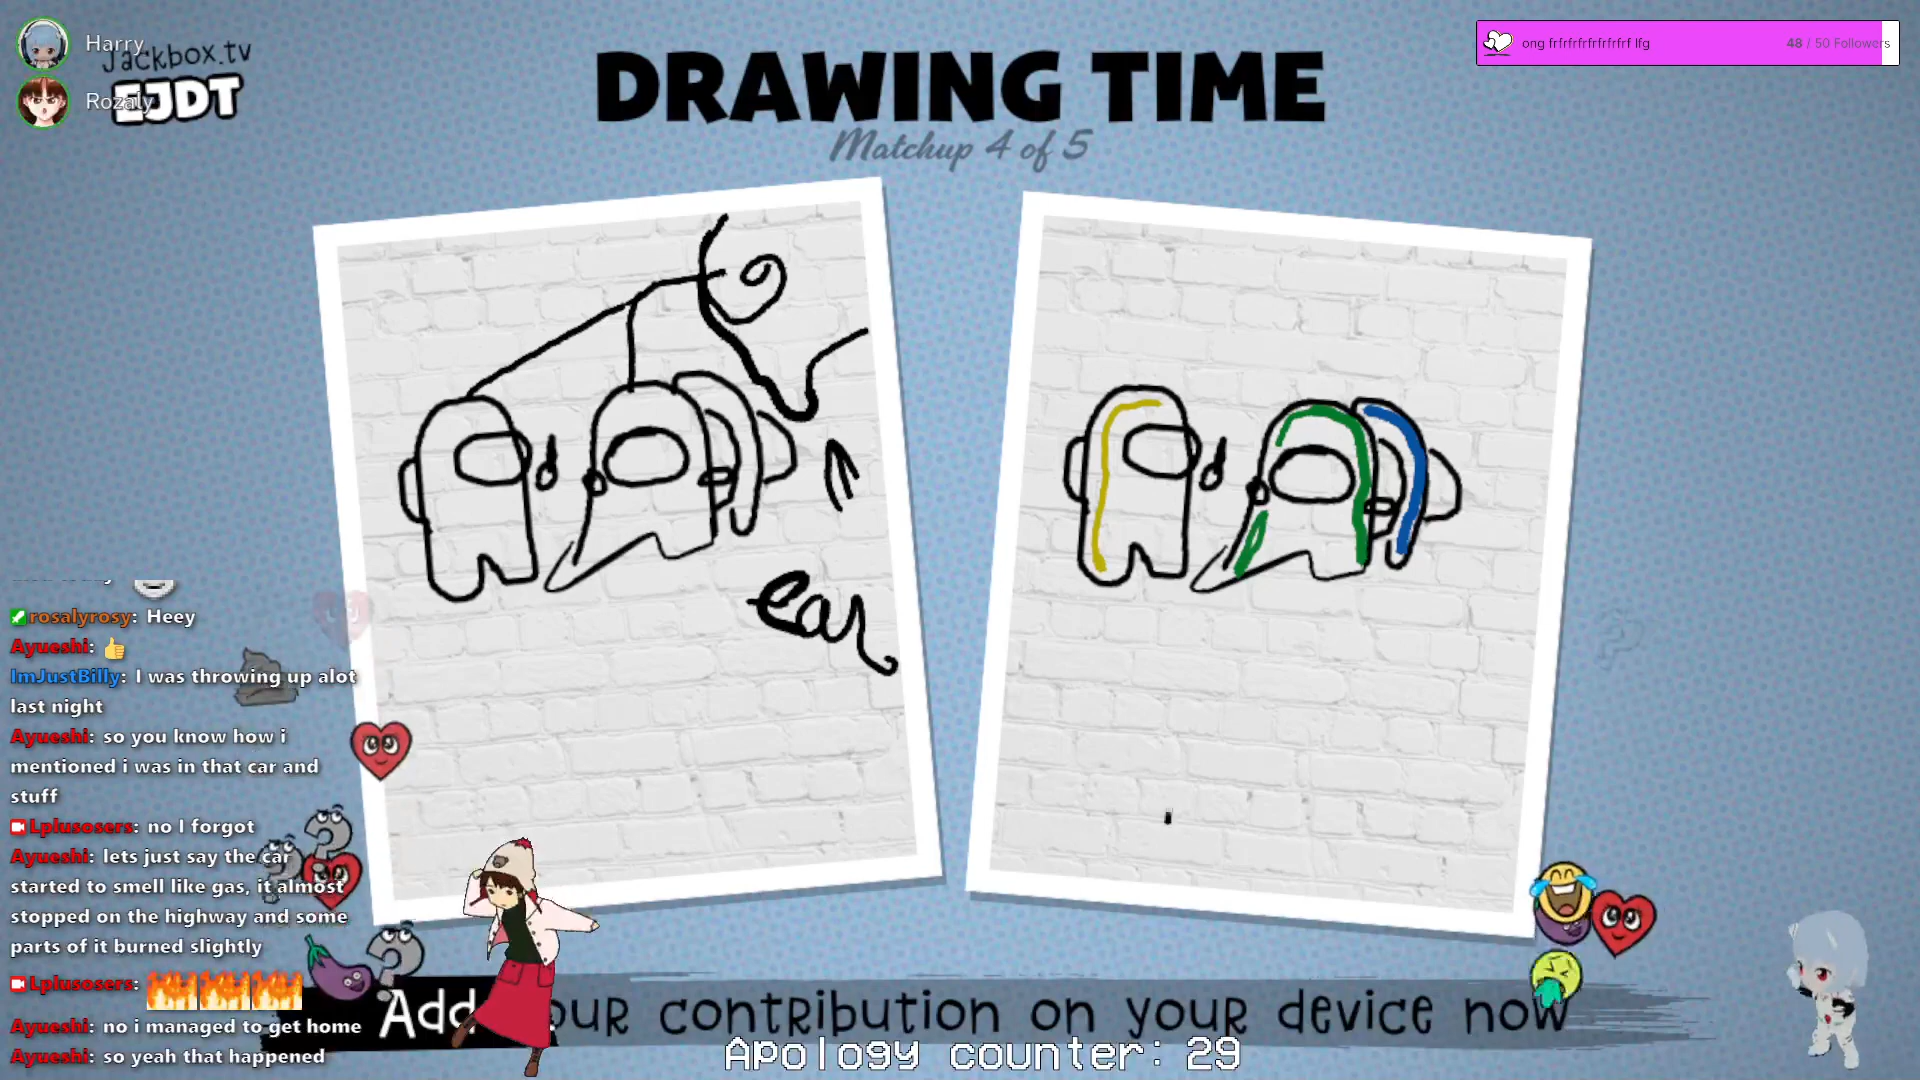 Harry
Jackbox.tv
Rozaly
EJDT
DRAWING TIME
Matchup 4 of 5
ong frfrfrfrfrfrfrfrf lfg
48 / 50 Followers
ear
rosalyrosy: Heey
Ayueshi: 👍
ImJustBilly: I was throwing up alot
last night
Ayueshi: so you know how i
mentioned i was in that car and
stuff
Lplusosers: no I forgot
Ayueshi: lets just say the car
started to smell like gas, it almost
stopped on the highway and some
parts of it burned slightly
Lplusosers:
Ayueshi: no i managed to get home
Ayueshi: so yeah that happened
Add your contribution on your device now
Apology counter: 29